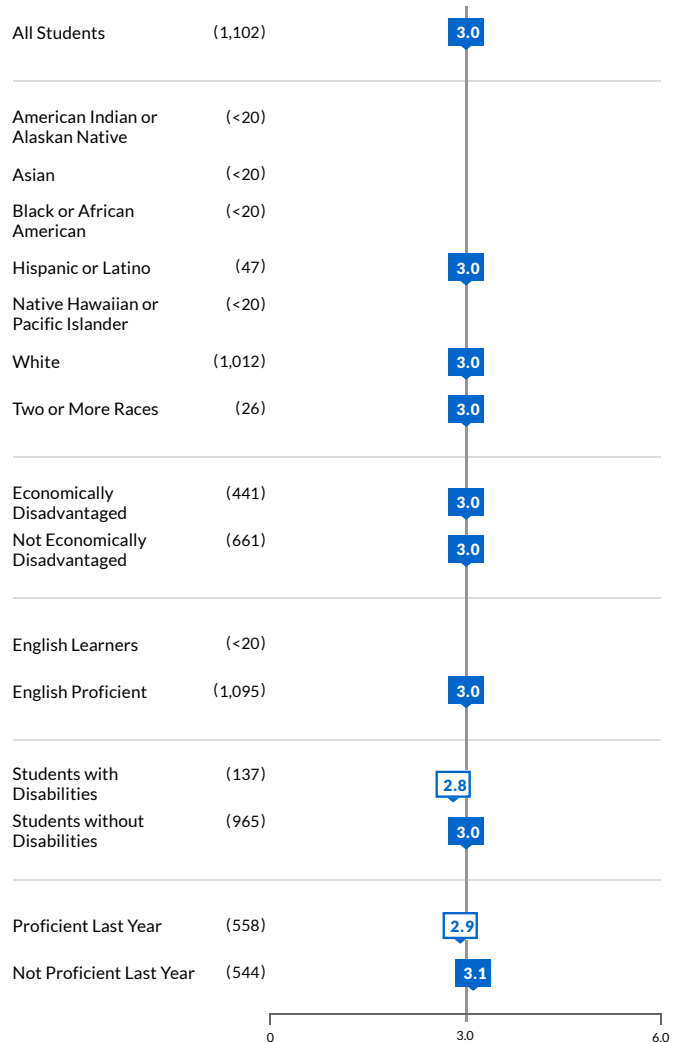 All Students (1,102) 3.0
American Indian or (<20)
Alaskan Native
Asian (<20)
Black or African (<20)
American
Hispanic or Latino (47) 3.0
Native Hawaiian or (<20)
Pacific Islander
White (1,012) 3.0
Two or More Races (26) 3.0
Economically (441) 3.0
Disadvantaged
Not Economically (661) 3.0
Disadvantaged
English Learners (<20)
English Proficient (1,095) 3.0
Students with (137) 2.8
Disabilities
Students without (965) 3.0
Disabilities
Proficient Last Year (558) 2.9
Not Proficient Last Year (544) 3.1
0 3.0 6.0